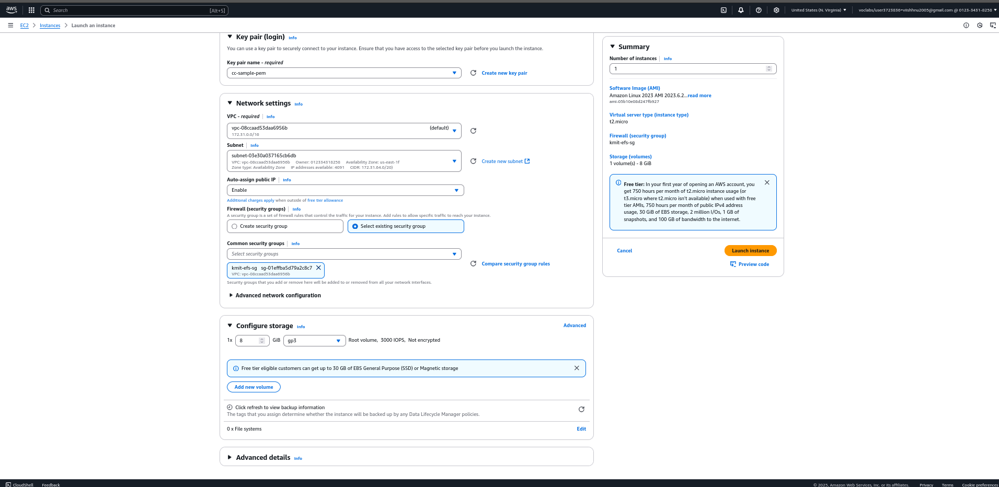 aws
Search [Alt+S]
United States (N. Virginia)
voclabs/user3723836=viishhnu2005@gmail.com @ 0123-3431-8258
EC2 Instances Launch an instance
Key pair (login) Info
You can use a key pair to securely connect to your instance. Ensure that you have access to the selected key pair before you launch the instance.
Key pair name - required
cc-sample-pem
Create new key pair
Network settings Info
VPC - required Info
vpc-08ccaad53daa6956b (default)
172.31.0.0/16
Subnet Info
subnet-03e30a037165cb6db
VPC: vpc-08ccaad53daa6956b Owner: 012334318258 Availability Zone: us-east-1f
Zone type: Availability Zone IP addresses available: 4091 CIDR: 172.31.64.0/20)
Create new subnet
Auto-assign public IP Info
Enable
Additional charges apply when outside of free tier allowance
Firewall (security groups) Info
A security group is a set of firewall rules that control the traffic for your instance. Add rules to allow specific traffic to reach your instance.
Create security group
Select existing security group
Common security groups Info
Select security groups
kmit-efs-sg sg-01effba5d79a2c8c7
VPC: vpc-08ccaad53daa6956b
Compare security group rules
Security groups that you add or remove here will be added to or removed from all your network interfaces.
Advanced network configuration
Configure storage Info
Advanced
1x 8 GiB gp3 Root volume, 3000 IOPS, Not encrypted
Free tier eligible customers can get up to 30 GB of EBS General Purpose (SSD) or Magnetic storage
Add new volume
Click refresh to view backup information
The tags that you assign determine whether the instance will be backed up by any Data Lifecycle Manager policies.
0 x File systems
Edit
Advanced details Info
Summary
Number of instances Info
1
Software Image (AMI)
Amazon Linux 2023 AMI 2023.6.2...read more
ami-05b10e08d247fb927
Virtual server type (instance type)
t2.micro
Firewall (security group)
kmit-efs-sg
Storage (volumes)
1 volume(s) - 8 GiB
Free tier: In your first year of opening an AWS account, you
get 750 hours per month of t2.micro instance usage (or
t3.micro where t2.micro isn't available) when used with free
tier AMIs, 750 hours per month of public IPv4 address
usage, 30 GiB of EBS storage, 2 million I/Os, 1 GB of
snapshots, and 100 GB of bandwidth to the internet.
Cancel
Launch instance
Preview code
CloudShell Feedback
© 2025, Amazon Web Services, Inc. or its affiliates. Privacy Terms Cookie preferences